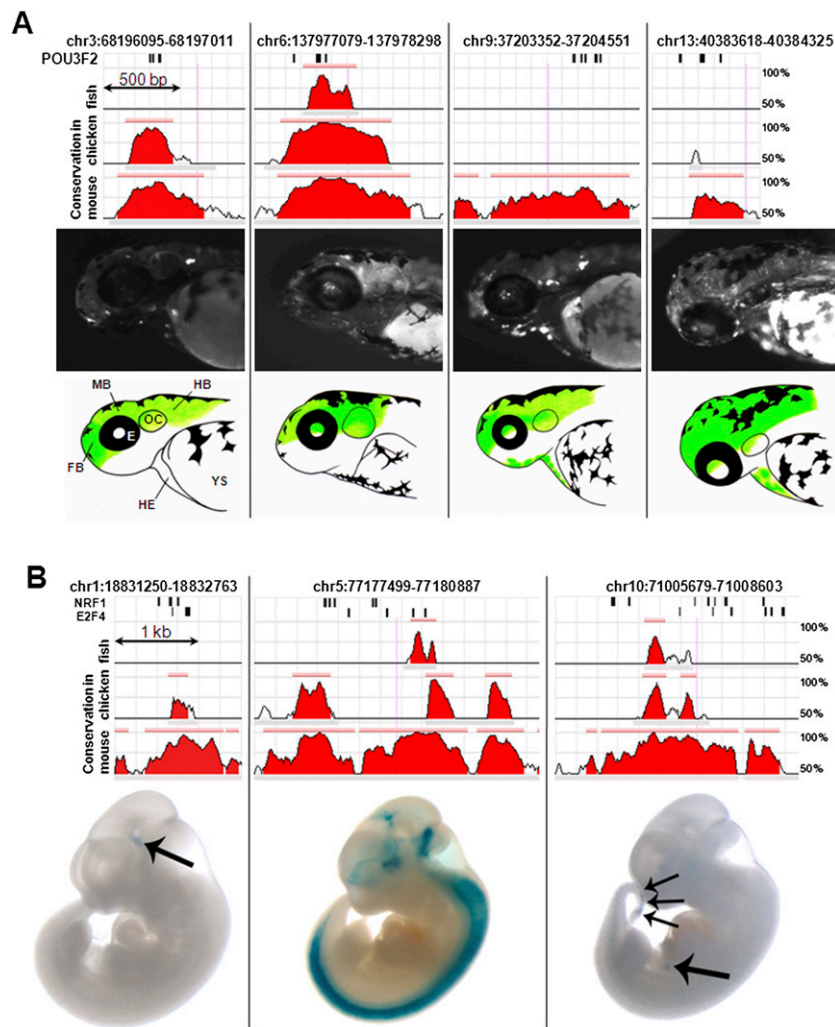 A
chr3:68196095-68197011 chr6:137977079-137978298 chr9:37203352-37204551 chr13:40383618-40384325
POU3F2
500 bp
100%
50%
100%
50%
100%
50%
Conservation in
mouse chicken fish
MB
HB
OC
E
FB
YS
HE
B
chr1:18831250-18832763 chr5:77177499-77180887 chr10:71005679-71008603
NRF1
E2F4
1 kb
100%
50%
100%
50%
100%
50%
Conservation in
mouse chicken fish